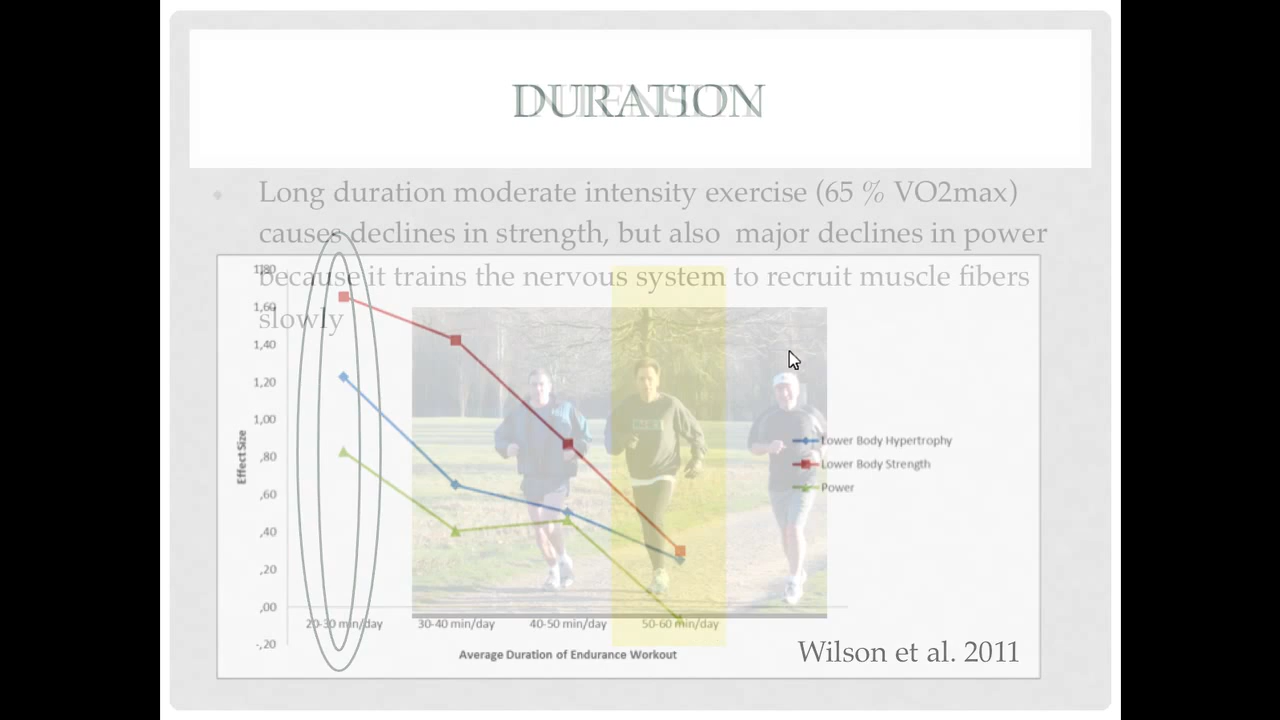 DURATION
INTENSITY
• Long duration moderate intensity exercise (65 % VO2max)
causes declines in strength, but also major declines in power
because it trains the nervous system to recruit muscle fibers
slowly
1,80
1,60
1,40
1,20
1,00
,80
,60
,40
,20
,00
-,20
Effect Size
Lower Body Hypertrophy
Lower Body Strength
Power
20-30 min/day 30-40 min/day 40-50 min/day 50-60 min/day
Average Duration of Endurance Workout
Wilson et al. 2011